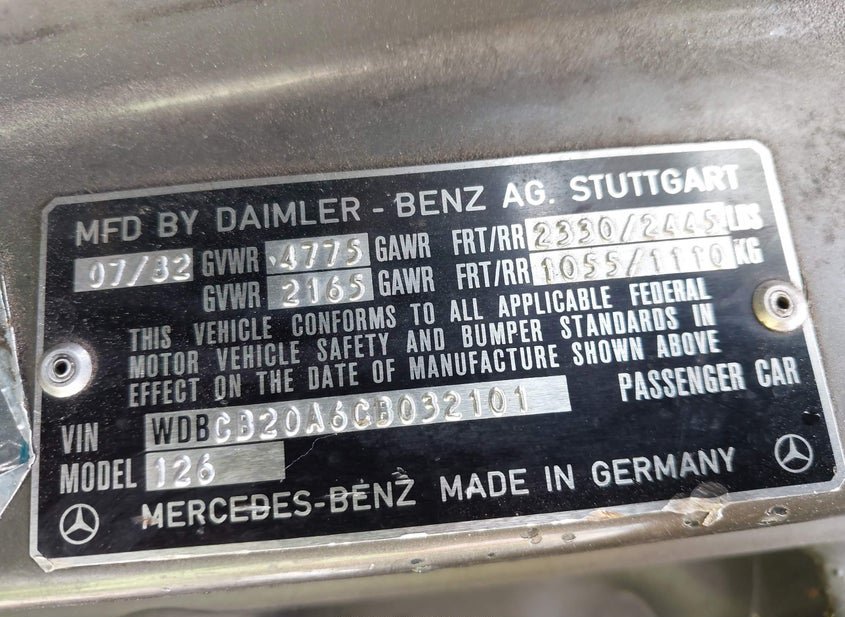 MFD BY DAIMLER - BENZ AG. STUTTGART
07/82 GVWR 4775 GAWR FRT/RR 2330/2445 LBS
GVWR 2165 GAWR FRT/RR 1055/1110 KG
THIS VEHICLE CONFORMS TO ALL APPLICABLE FEDERAL
MOTOR VEHICLE SAFETY AND BUMPER STANDARDS IN
EFFECT ON THE DATE OF MANUFACTURE SHOWN ABOVE
VIN WDBCB20A6CB032101 PASSENGER CAR
MODEL 126
MERCEDES-BENZ MADE IN GERMANY